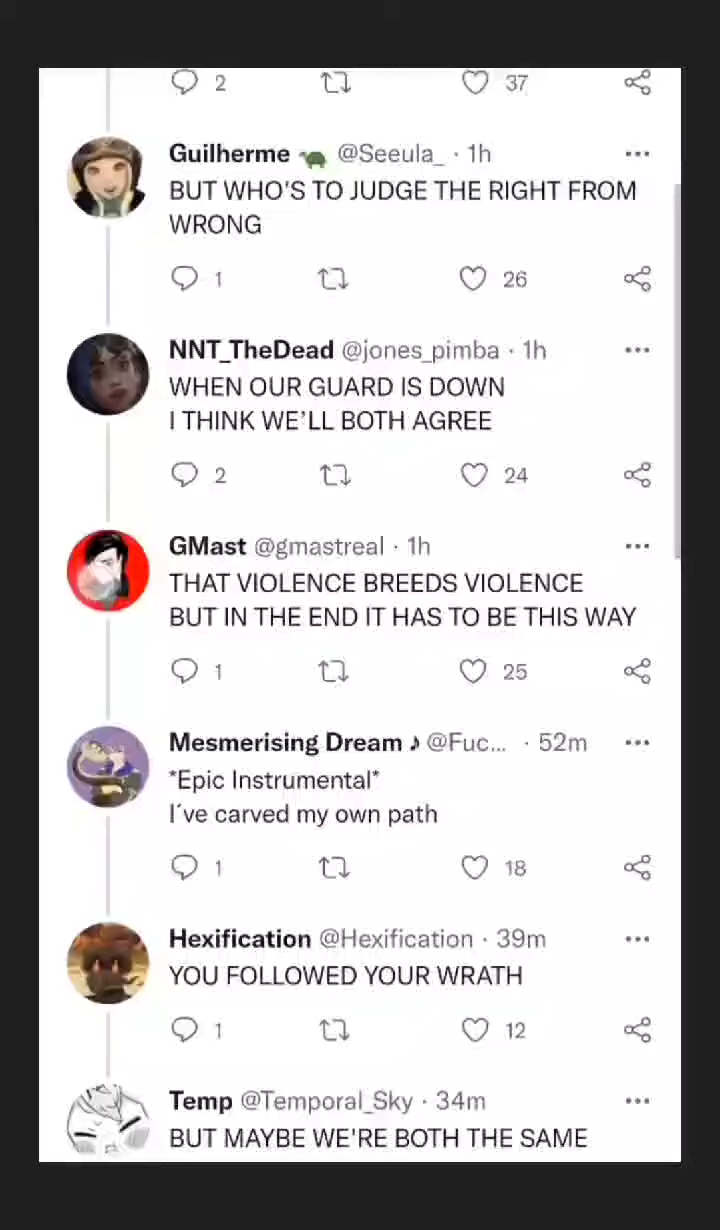 2 37
Guilherme 🐢 @Seeula_ · 1h
BUT WHO'S TO JUDGE THE RIGHT FROM
WRONG
1 26
NNT_TheDead @jones_pimba · 1h
WHEN OUR GUARD IS DOWN
I THINK WE'LL BOTH AGREE
2 24
GMast @gmastreal · 1h
THAT VIOLENCE BREEDS VIOLENCE
BUT IN THE END IT HAS TO BE THIS WAY
1 25
Mesmerising Dream ♪ @Fuc... · 52m
*Epic Instrumental*
I´ve carved my own path
1 18
Hexification @Hexification · 39m
YOU FOLLOWED YOUR WRATH
1 12
Temp @Temporal_Sky · 34m
BUT MAYBE WE'RE BOTH THE SAME